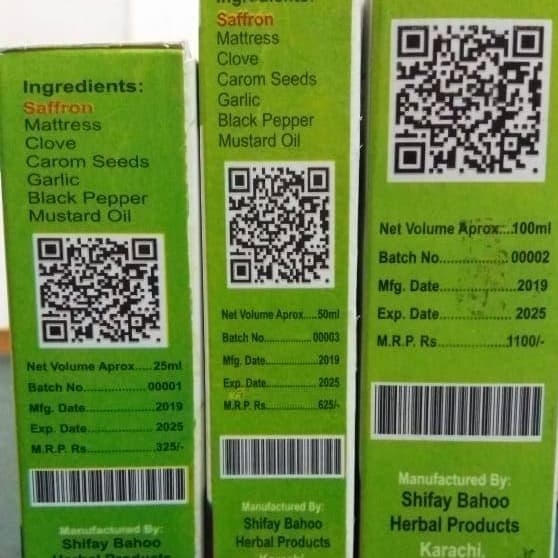 Ingredients:
Saffron
Mattress
Clove
Carom Seeds
Garlic
Black Pepper
Mustard Oil
Net Volume Aprox.....25ml
Batch No...............00001
Mfg. Date................2019
Exp. Date................2025
M.R.P. Rs................325/-
Manufactured By:
Shifay Bahoo
Herbal Products
Ingredients:
Saffron
Mattress
Clove
Carom Seeds
Garlic
Black Pepper
Mustard Oil
Net Volume Aprox.....50ml
Batch No...............00003
Mfg. Date................2019
Exp. Date................2025
M.R.P. Rs................625/-
Manufactured By:
Shifay Bahoo
Herbal Products
Karachi
Net Volume Aprox....100ml
Batch No...............00002
Mfg. Date................2019
Exp. Date................2025
M.R.P. Rs................1100/-
Manufactured By:
Shifay Bahoo
Herbal Products
Karachi